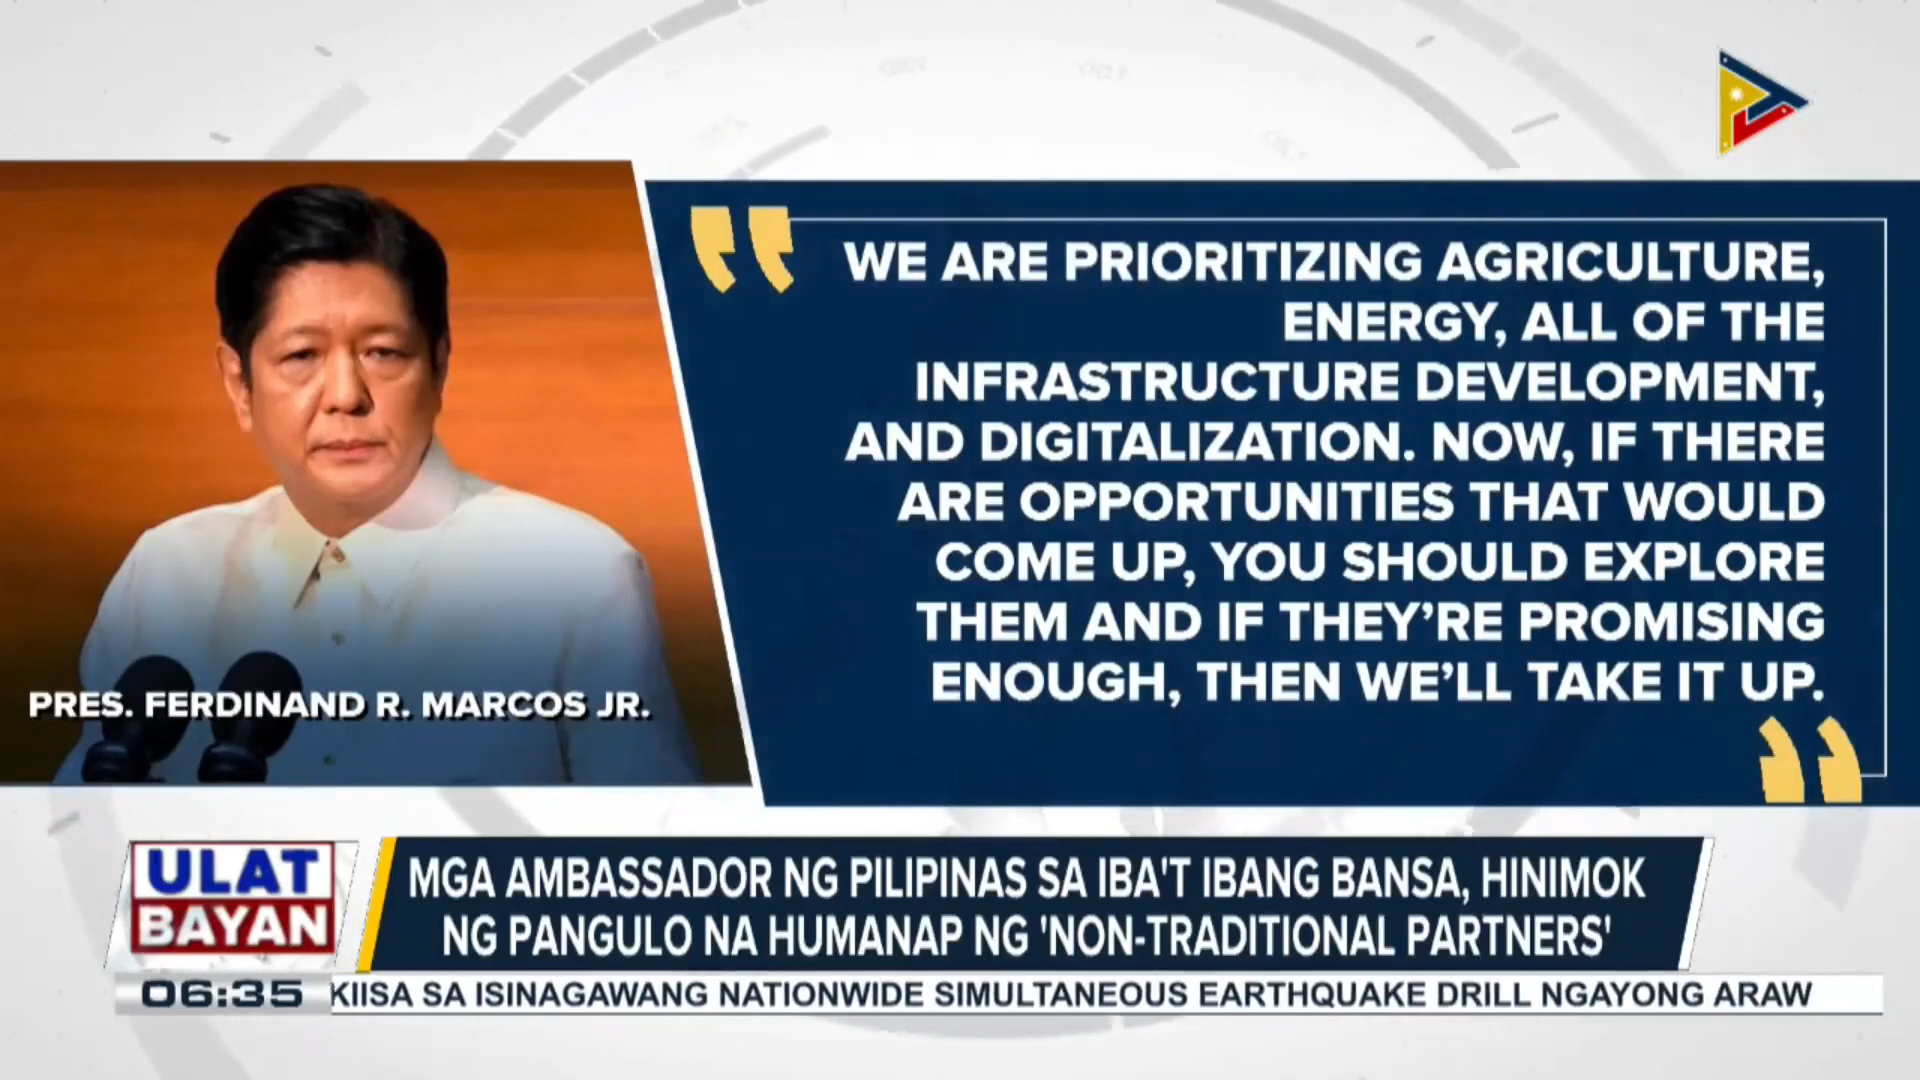 WE ARE PRIORITIZING AGRICULTURE,
ENERGY, ALL OF THE
INFRASTRUCTURE DEVELOPMENT,
AND DIGITALIZATION. NOW, IF THERE
ARE OPPORTUNITIES THAT WOULD
COME UP, YOU SHOULD EXPLORE
THEM AND IF THEY’RE PROMISING
ENOUGH, THEN WE’LL TAKE IT UP.
PRES. FERDINAND R. MARCOS JR.
ULAT
BAYAN
MGA AMBASSADOR NG PILIPINAS SA IBA'T IBANG BANSA, HINIMOK
NG PANGULO NA HUMANAP NG 'NON-TRADITIONAL PARTNERS'
06:35
KIISA SA ISINAGAWANG NATIONWIDE SIMULTANEOUS EARTHQUAKE DRILL NGAYONG ARAW